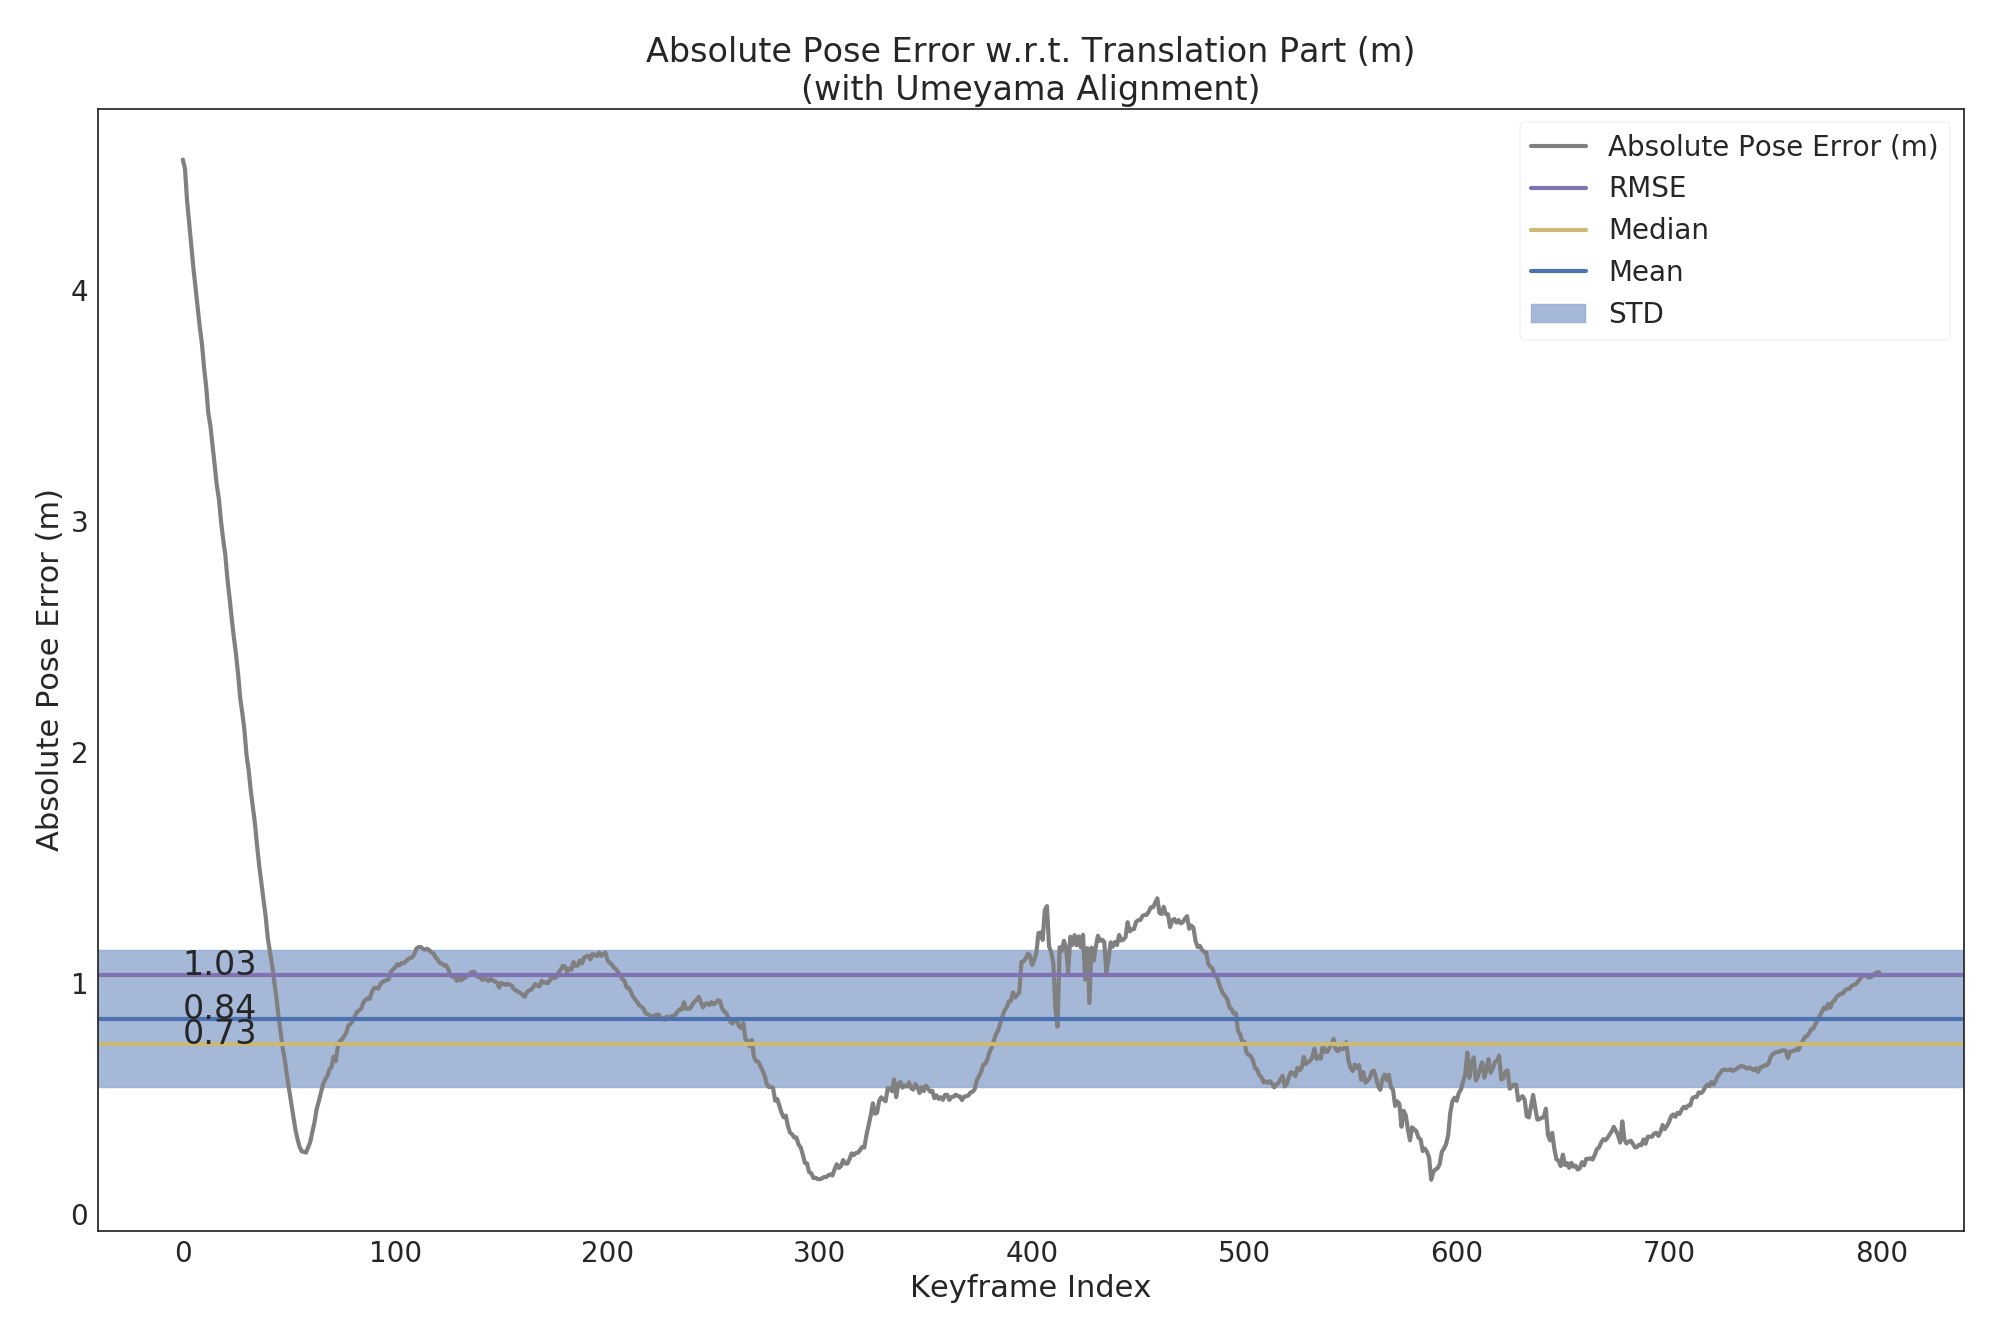 Absolute Pose Error w.r.t. Translation Part (m)
(with Umeyama Alignment)
Absolute Pose Error (m)
RMSE
Median
Mean
STD
Absolute Pose Error (m)
4
3
2
1
0
1.03
0.84
0.73
0 100 200 300 400 500 600 700 800
Keyframe Index